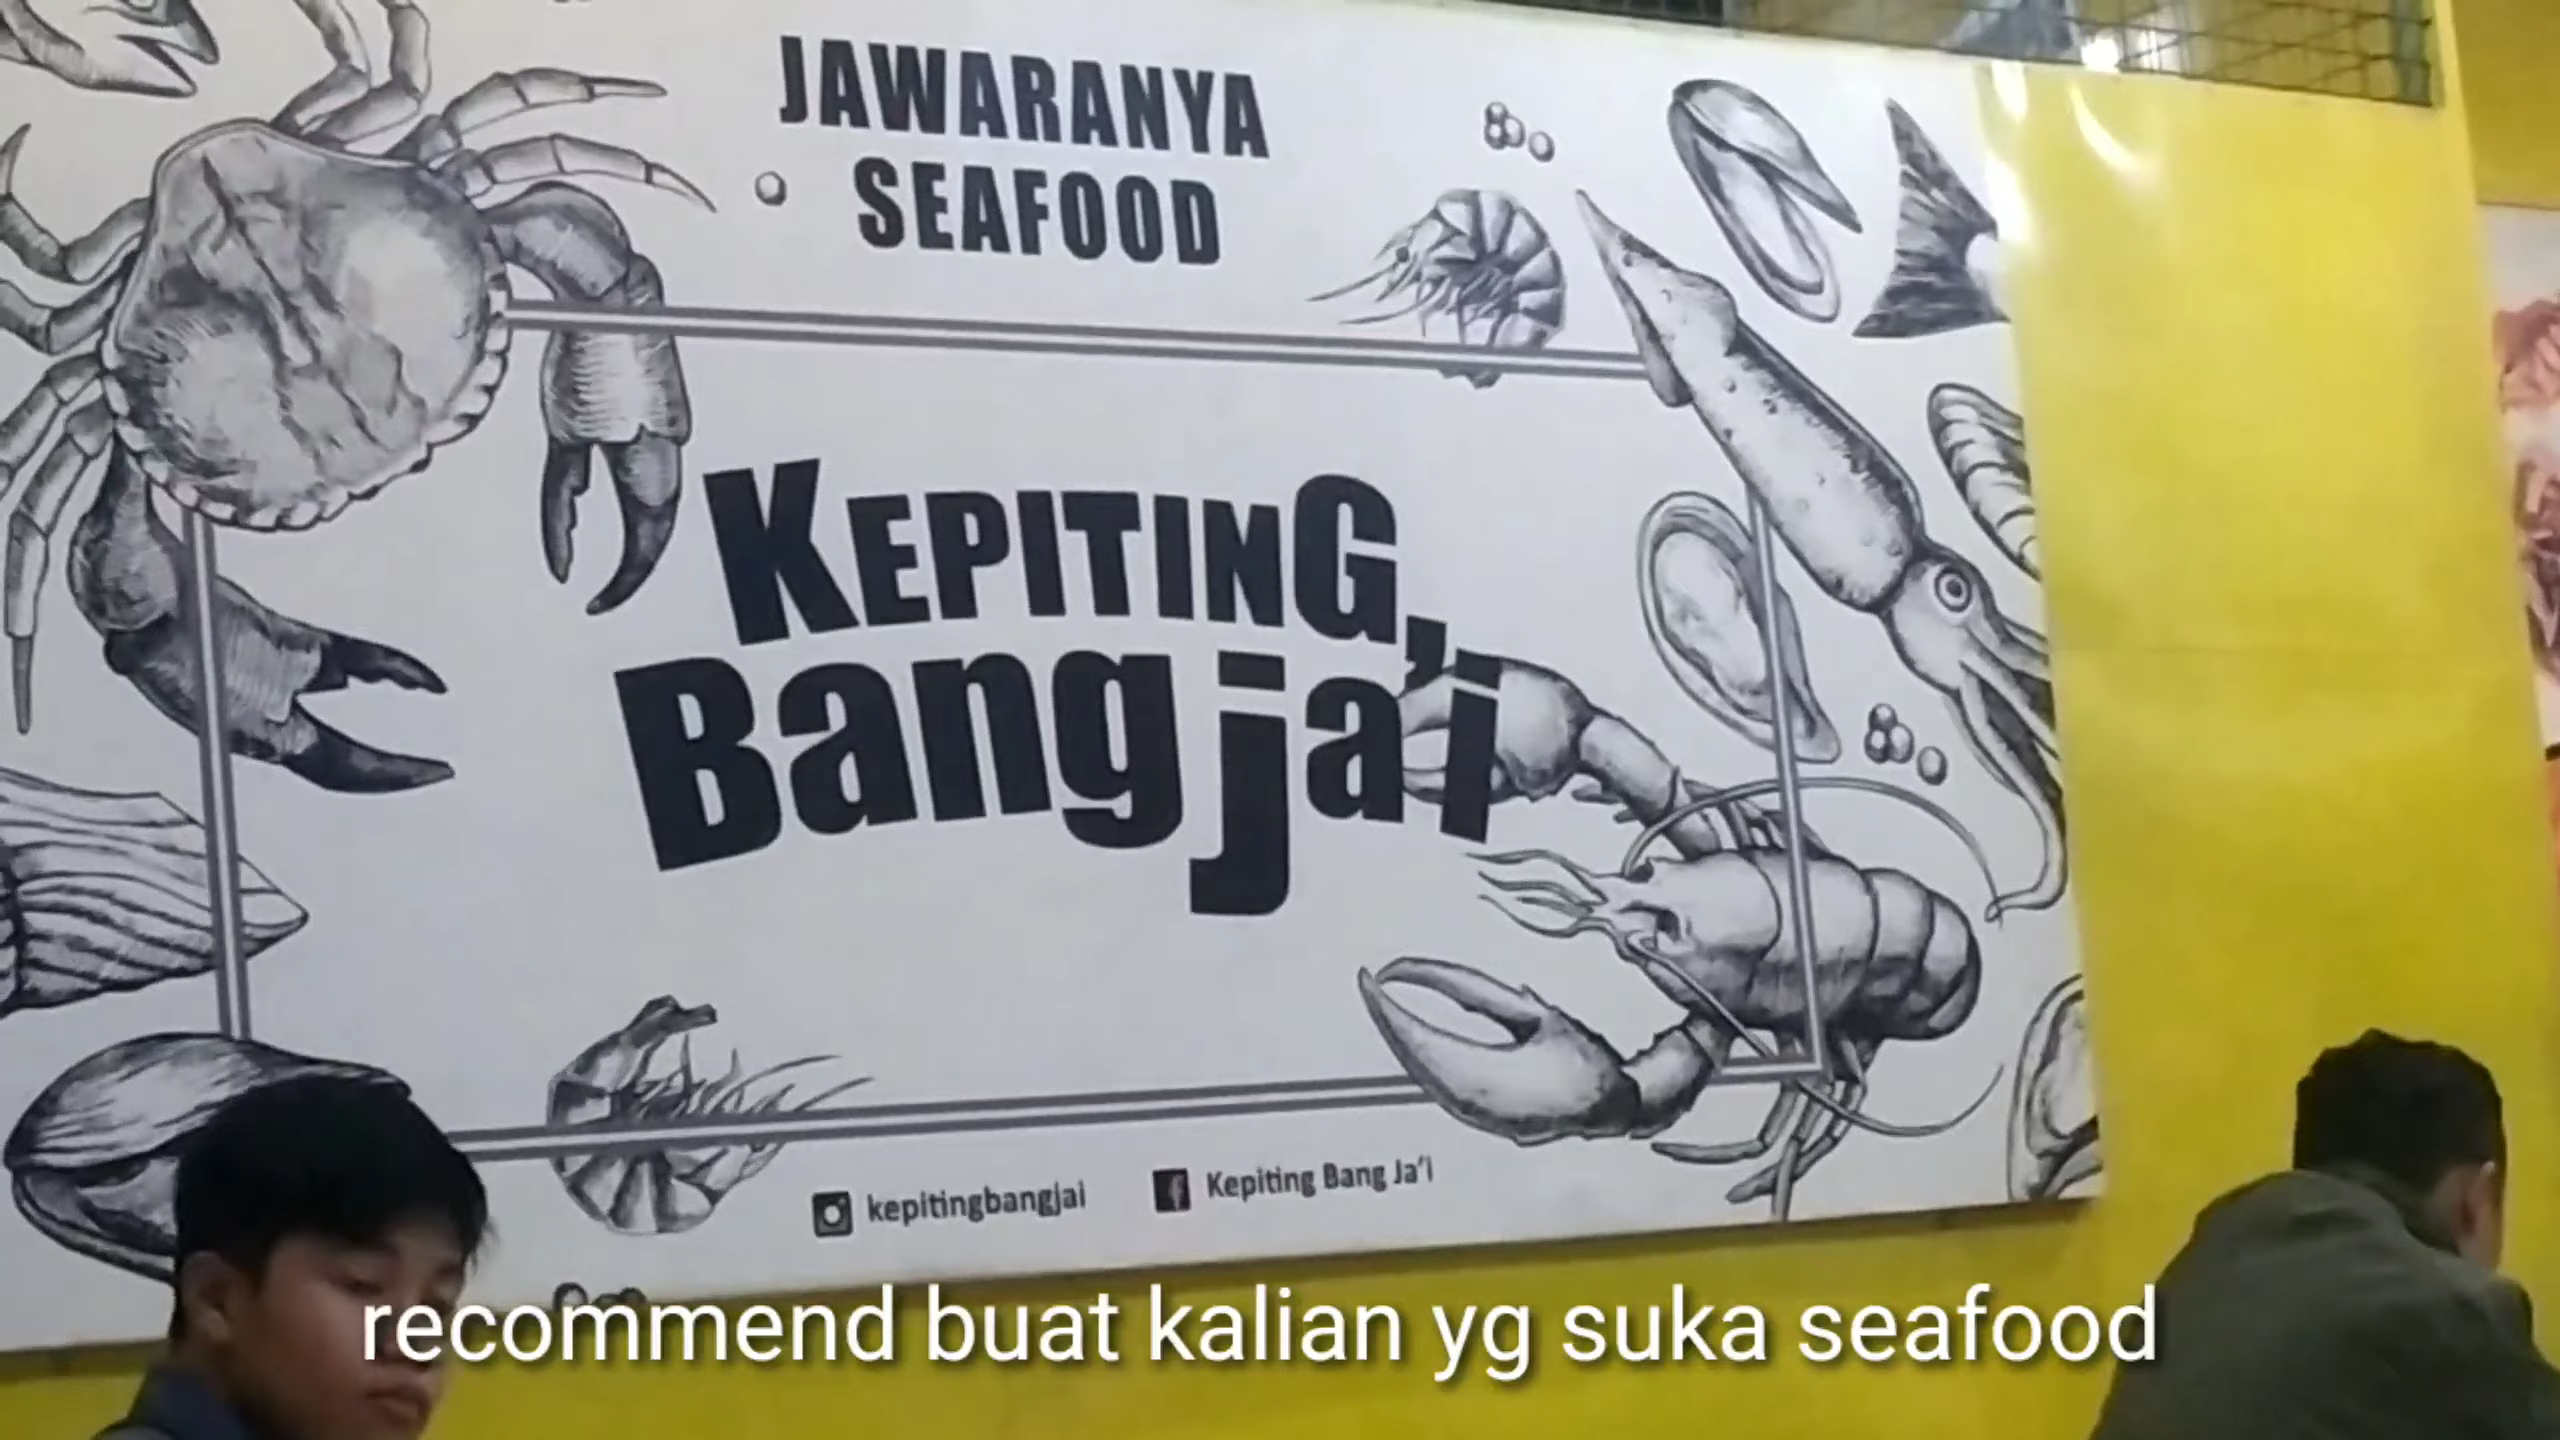 JAWARANYA
SEAFOOD
KEPITING,
Bang ja'i
kepitingbangjai
Kepiting Bang Ja'i
recommend buat kalian yg suka seafood